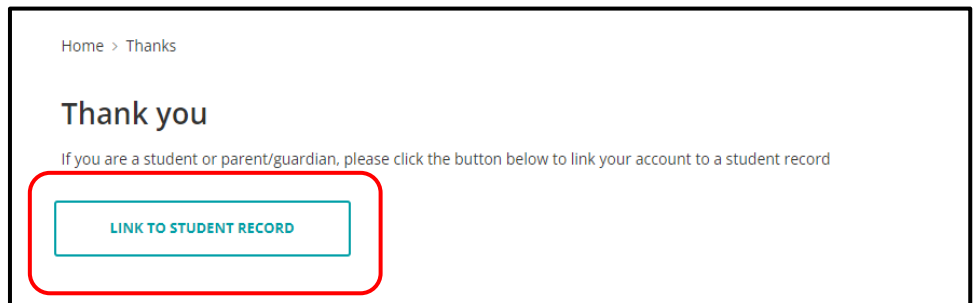 Home > Thanks
Thank you
If you are a student or parent/guardian, please click the button below to link your account to a student record
LINK TO STUDENT RECORD